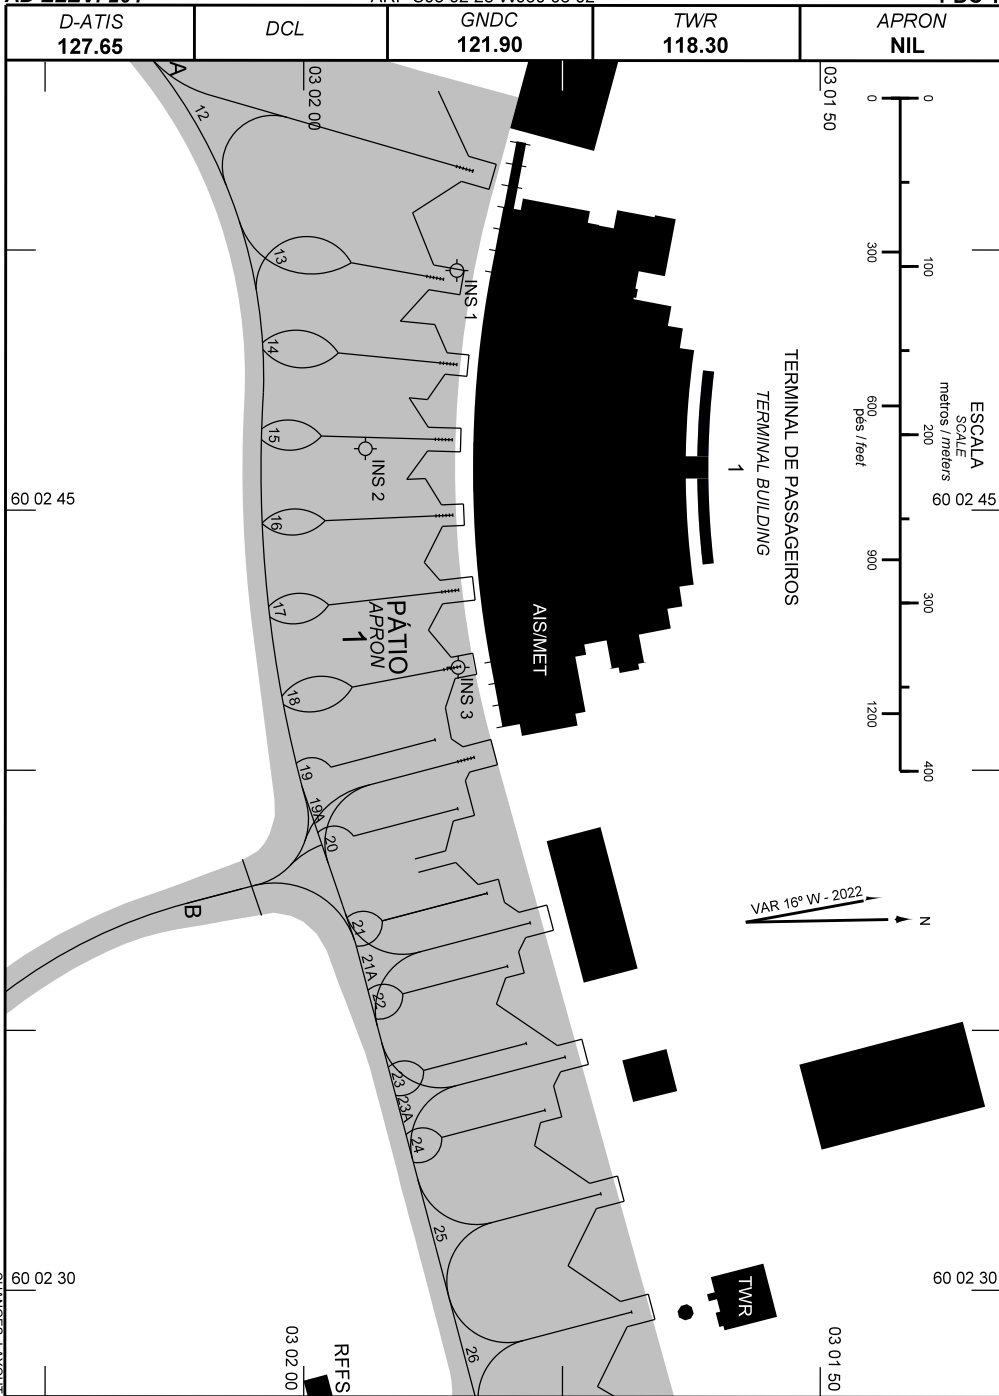 D-ATIS
127.65
DCL
GNDC
121.90
TWR
118.30
APRON
NIL
A
12
03 02 00
03 01 50
0
0
300
100
600
200
900
300
1200
400
ESCALA
SCALE
metros / meters
pés / feet
13
INS 1
14
15
INS 2
16
17
18
INS 3
TERMINAL DE PASSAGEIROS
TERMINAL BUILDING
1
60 02 45
60 02 45
AIS/MET
PÁTIO
APRON
1
19
19A
20
B
VAR 16º W - 2022
N
21
21A
22
23
23A
24
25
26
60 02 30
60 02 30
TWR
RFFS
03 02 00
03 01 50